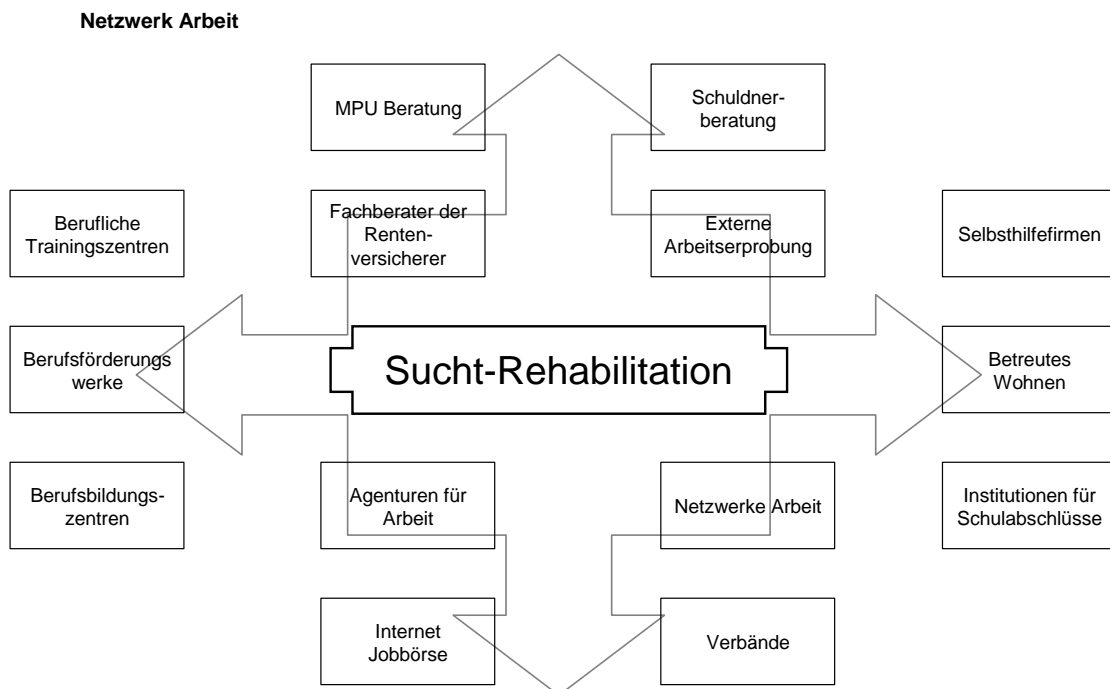 Netzwerk Arbeit
MPU Beratung
Schuldner-
beratung
Berufliche
Trainingszentren
Fachberater der
Renten-
versicherer
Externe
Arbeitserprobung
Selbsthilfefirmen
Berufsförderungs
werke
Sucht-Rehabilitation
Betreutes
Wohnen
Berufsbildungs-
zentren
Agenturen für
Arbeit
Netzwerke Arbeit
Institutionen für
Schulabschlüsse
Internet
Jobbörse
Verbände